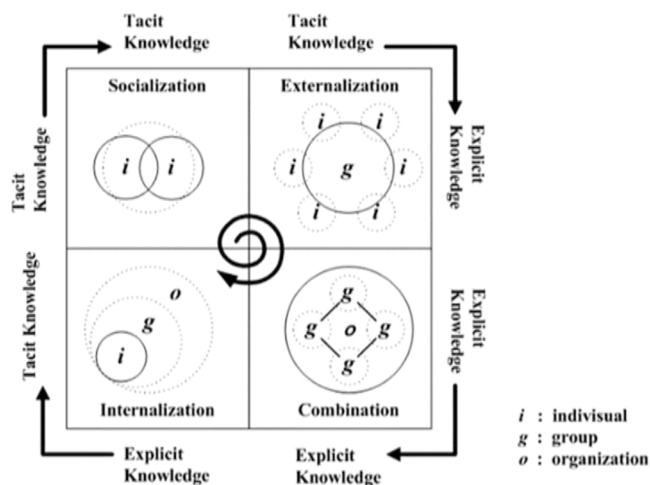 Tacit
Knowledge
Tacit
Knowledge
Socialization
Externalization
Tacit
Knowledge
i i
i i
i g i
i i
Explicit
Knowledge
Tacit Knowledge
o
g
i
g
g o g
g
Explicit
Knowledge
Internalization
Combination
Explicit
Knowledge
Explicit
Knowledge
i : indivisual
g : group
o : organization